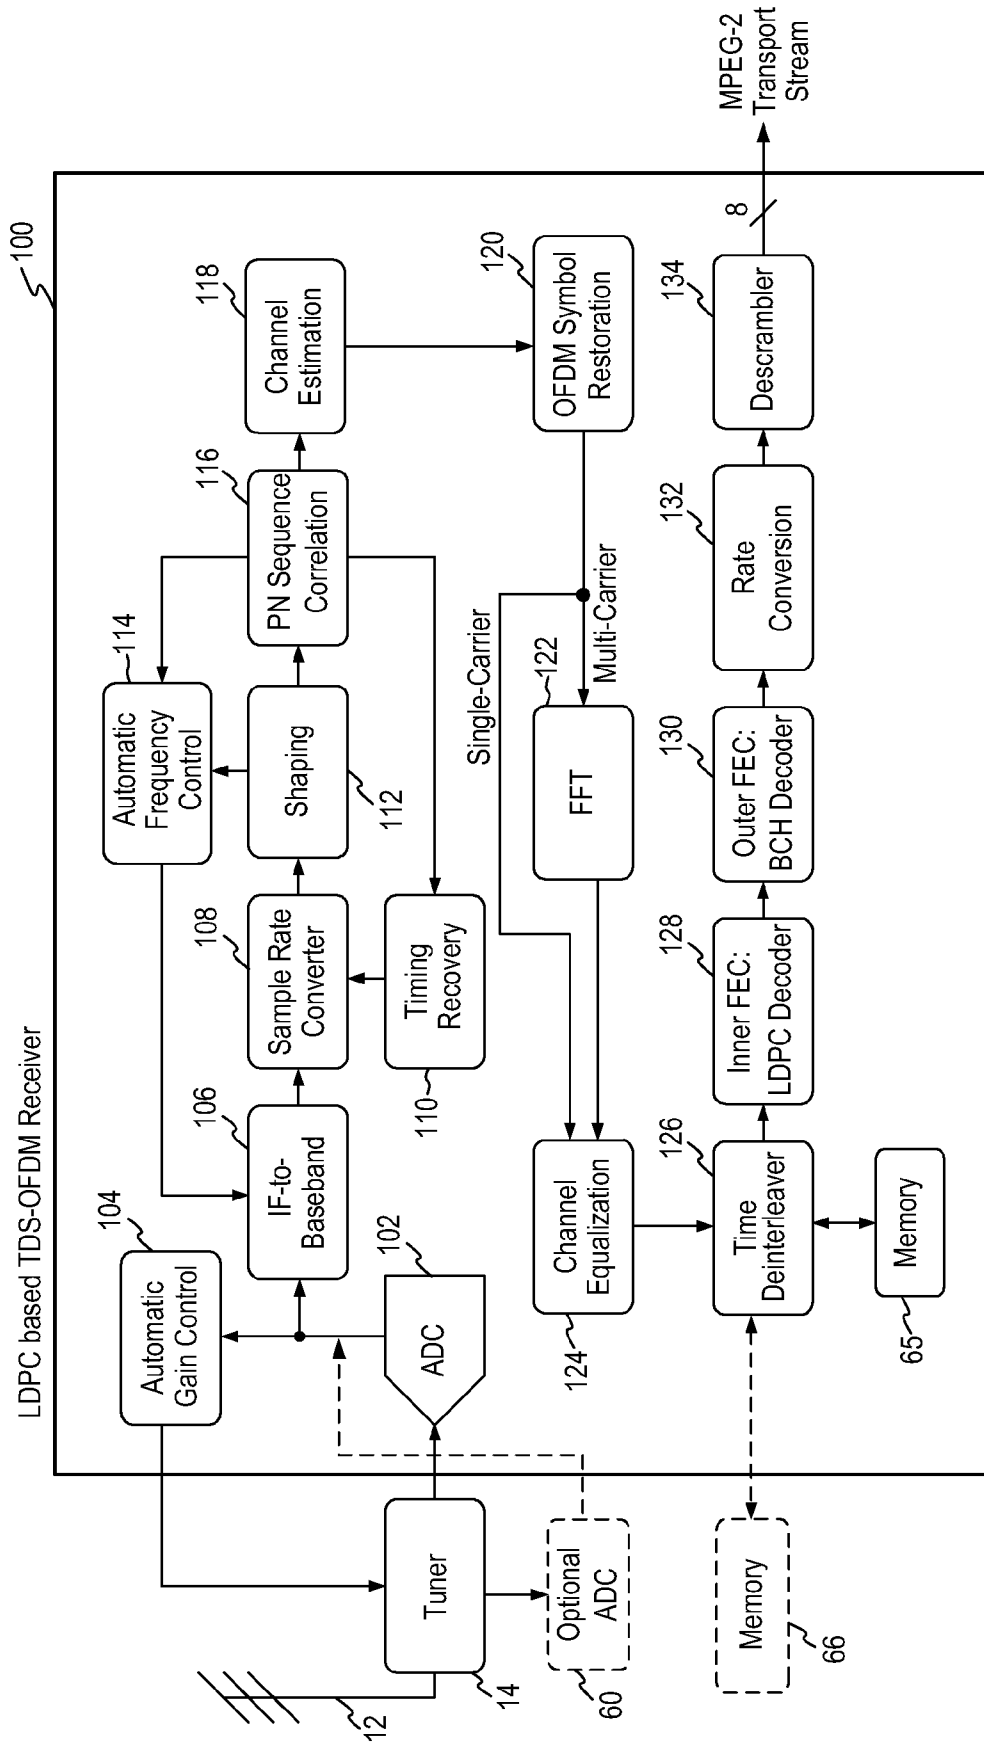 LDPC based TDS-OFDM Receiver
100
12
Tuner
14
Optional
ADC
60
Memory
66
Automatic
Gain Control
104
ADC
102
IF-to-
Baseband
106
Sample Rate
Converter
108
Timing
Recovery
110
Automatic
Frequency
Control
114
Shaping
112
PN Sequence
Correlation
116
Channel
Estimation
118
OFDM Symbol
Restoration
120
Single-Carrier
Multi-Carrier
FFT
122
Channel
Equalization
124
Time
Deinterleaver
126
Memory
65
Inner FEC:
LDPC Decoder
128
Outer FEC:
BCH Decoder
130
Rate
Conversion
132
Descrambler
134
8
MPEG-2
Transport
Stream